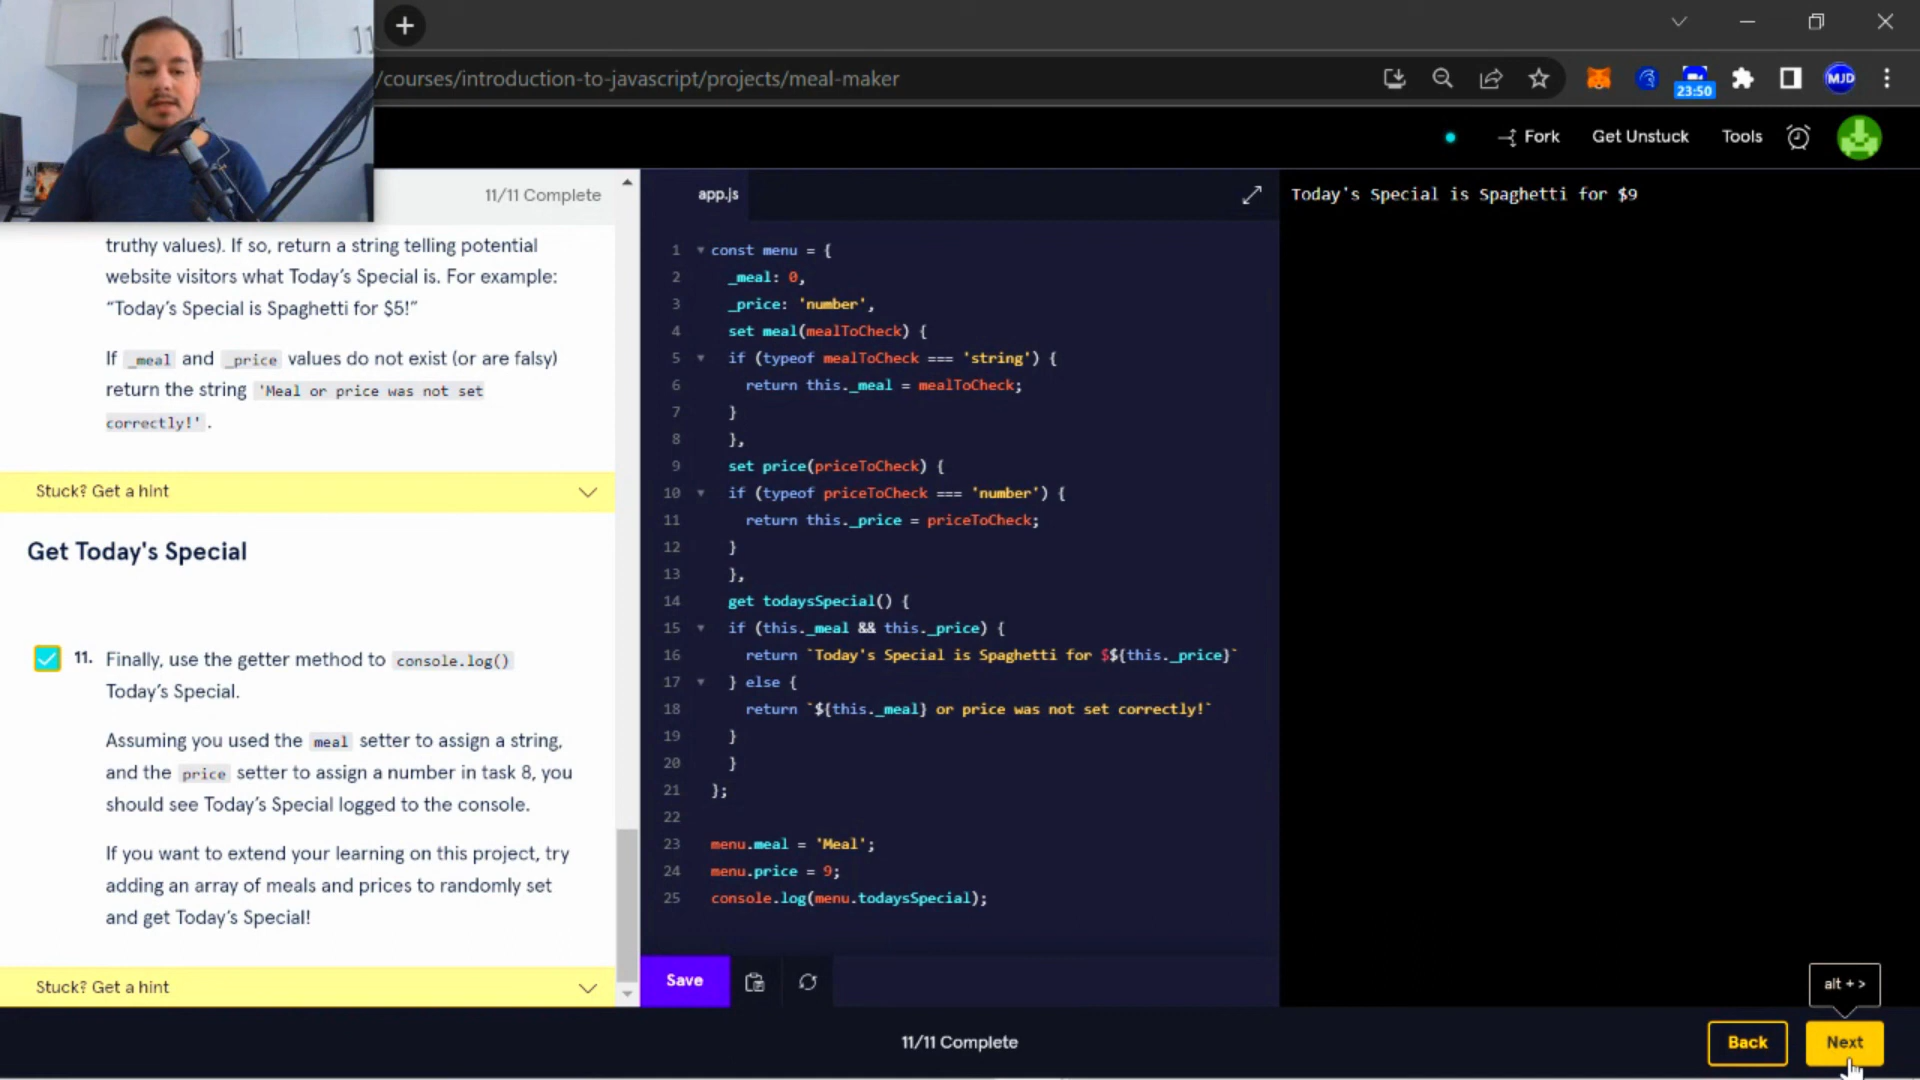 /courses/introduction-to-javascript/projects/meal-maker
23:50
MJD
Fork
Get Unstuck
Tools
11/11 Complete
truthy values). If so, return a string telling potential
website visitors what Today's Special is. For example:
“Today's Special is Spaghetti for $5!”
If _meal and _price values do not exist (or are falsy)
return the string 'Meal or price was not set
correctly!'.
Stuck? Get a hint
Get Today's Special
11. Finally, use the getter method to console.log()
Today's Special.
Assuming you used the meal setter to assign a string,
and the price setter to assign a number in task 8, you
should see Today's Special logged to the console.
If you want to extend your learning on this project, try
adding an array of meals and prices to randomly set
and get Today's Special!
Stuck? Get a hint
app.js
1 const menu = {
2 _meal: 0,
3 _price: 'number',
4 set meal(mealToCheck) {
5 if (typeof mealToCheck === 'string') {
6 return this._meal = mealToCheck;
7 }
8 },
9 set price(priceToCheck) {
10 if (typeof priceToCheck === 'number') {
11 return this._price = priceToCheck;
12 }
13 },
14 get todaysSpecial() {
15 if (this._meal && this._price) {
16 return `Today's Special is Spaghetti for $${this._price}`
17 } else {
18 return `${this._meal} or price was not set correctly!`
19 }
20 }
21 };
22
23 menu.meal = 'Meal';
24 menu.price = 9;
25 console.log(menu.todaysSpecial);
Save
Today's Special is Spaghetti for $9
alt + >
11/11 Complete
Back
Next